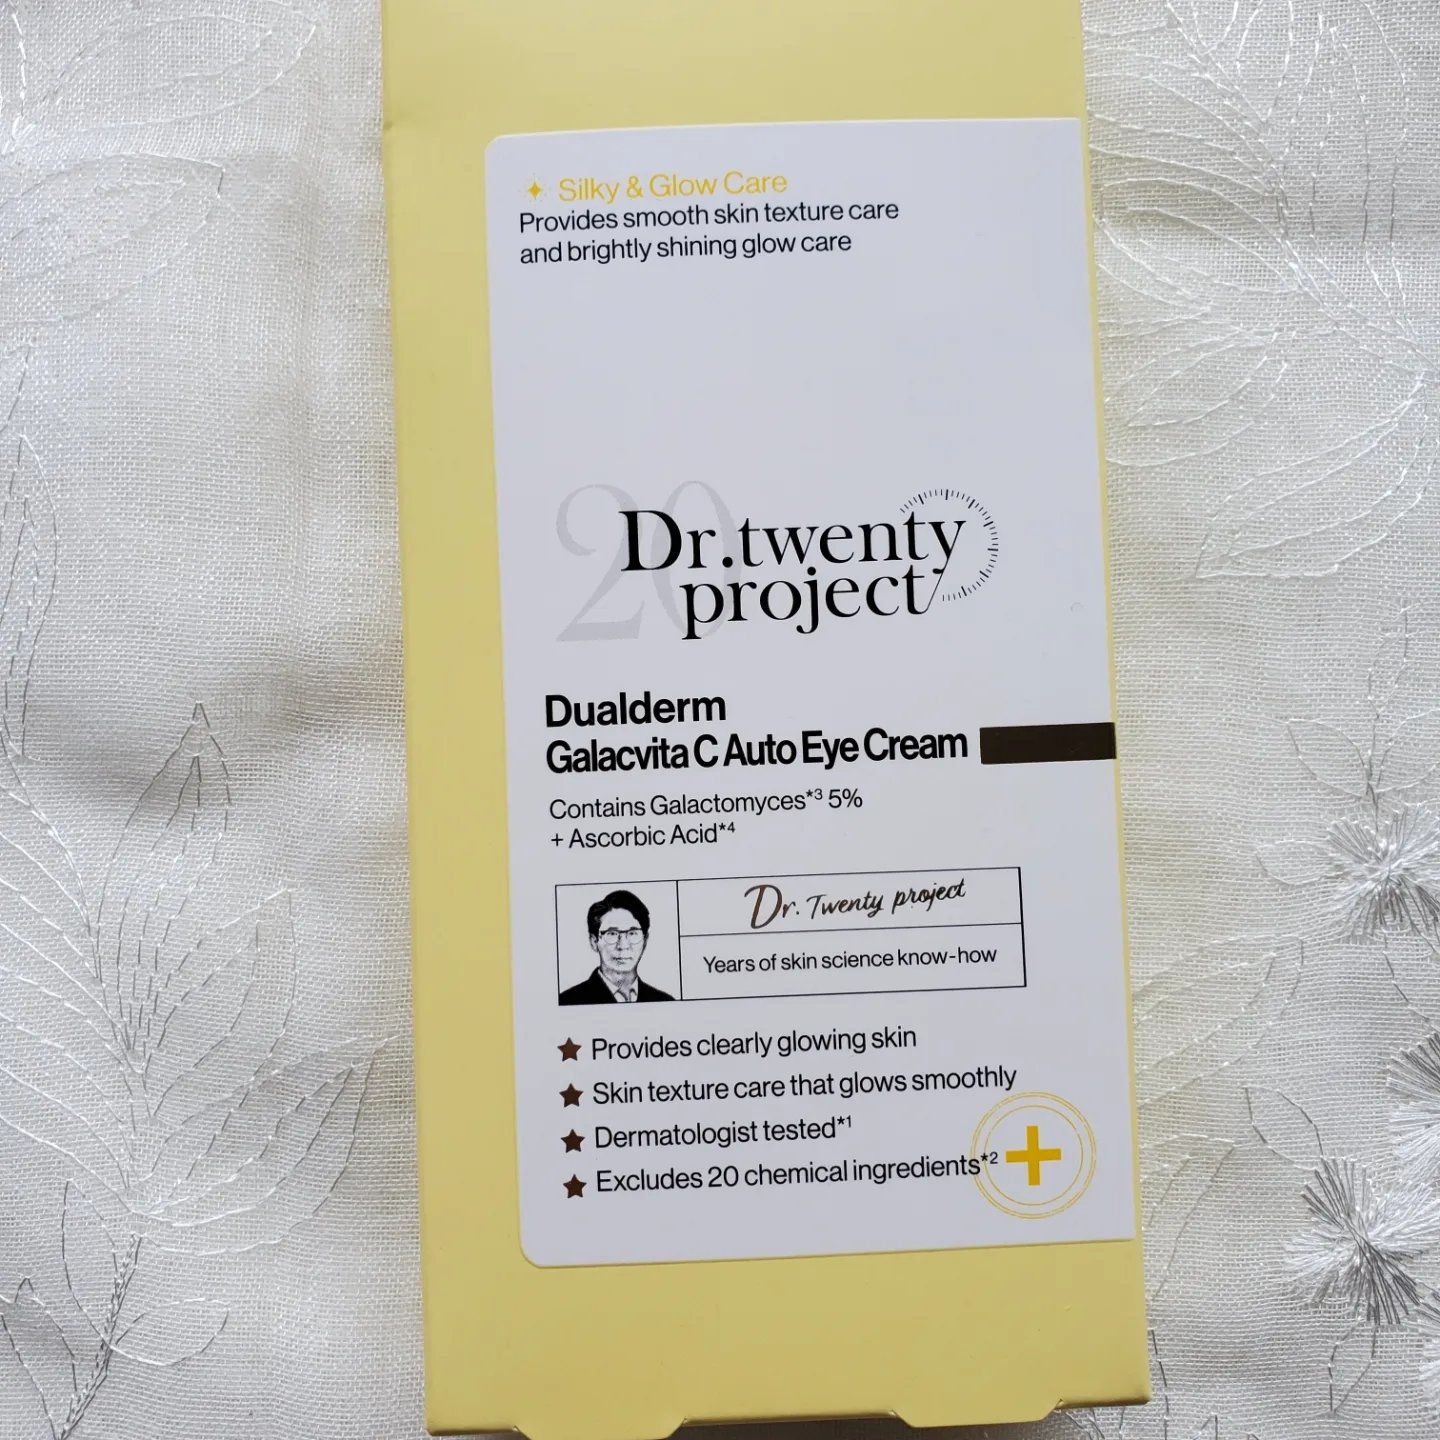 Silky & Glow Care
Provides smooth skin texture care
and brightly shining glow care
20
Dr.twenty
project
Dualderm
Galacvita C Auto Eye Cream
Contains Galactomyces*3 5%
+ Ascorbic Acid*4
Dr. Twenty project
Years of skin science know-how
Provides clearly glowing skin
Skin texture care that glows smoothly
Dermatologist tested*1
Excludes 20 chemical ingredients*2